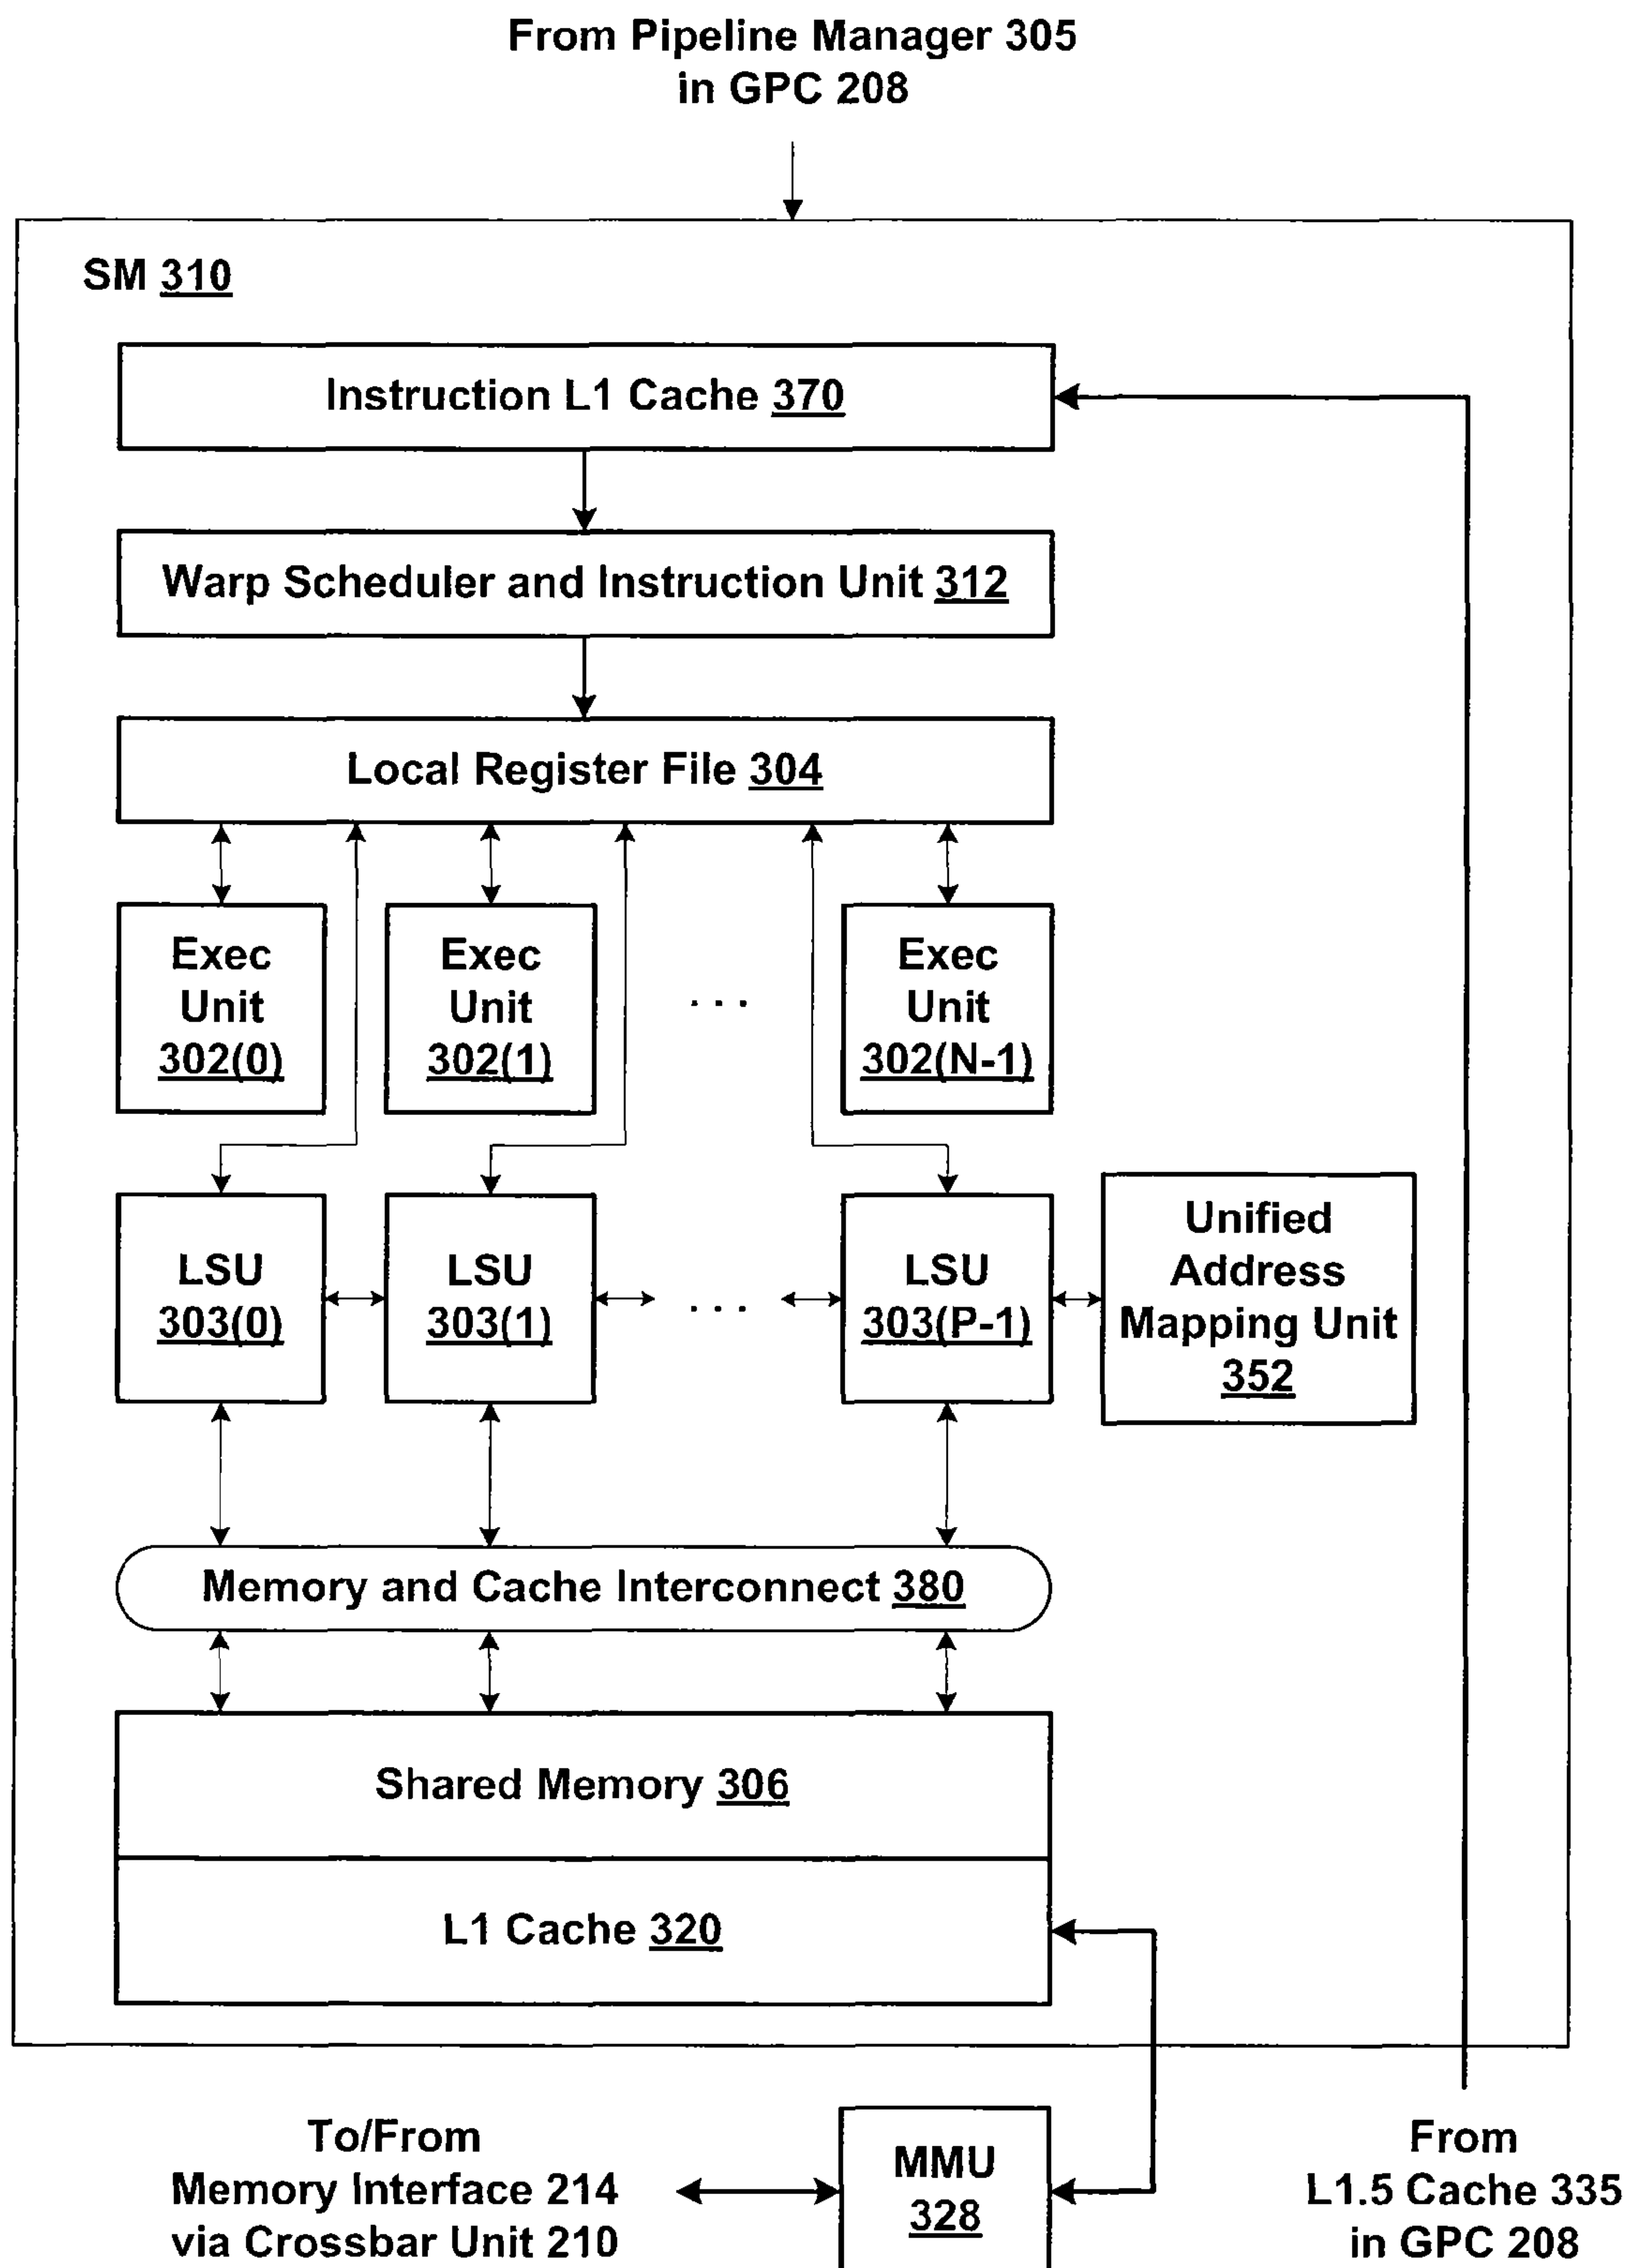 From Pipeline Manager 305
in GPC 208
SM 310
Instruction L1 Cache 370
Warp Scheduler and Instruction Unit 312
Local Register File 304
Exec
Unit
302(0)
Exec
Unit
302(1)
. . .
Exec
Unit
302(N-1)
LSU
303(0)
LSU
303(1)
. . .
LSU
303(P-1)
Unified
Address
Mapping Unit
352
Memory and Cache Interconnect 380
Shared Memory 306
L1 Cache 320
To/From
Memory Interface 214
via Crossbar Unit 210
MMU
328
From
L1.5 Cache 335
in GPC 208